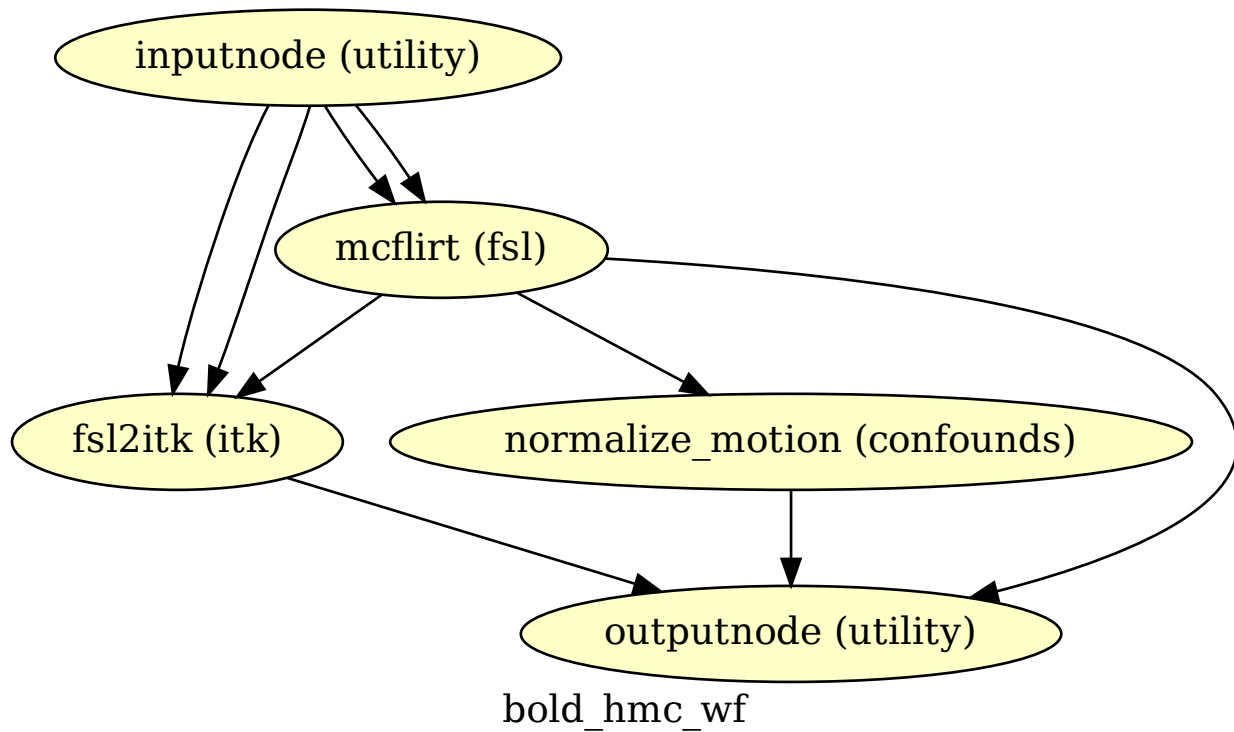 inputnode (utility)
mcflirt (fsl)
fsl2itk (itk)
normalize_motion (confounds)
outputnode (utility)
bold_hmc_wf